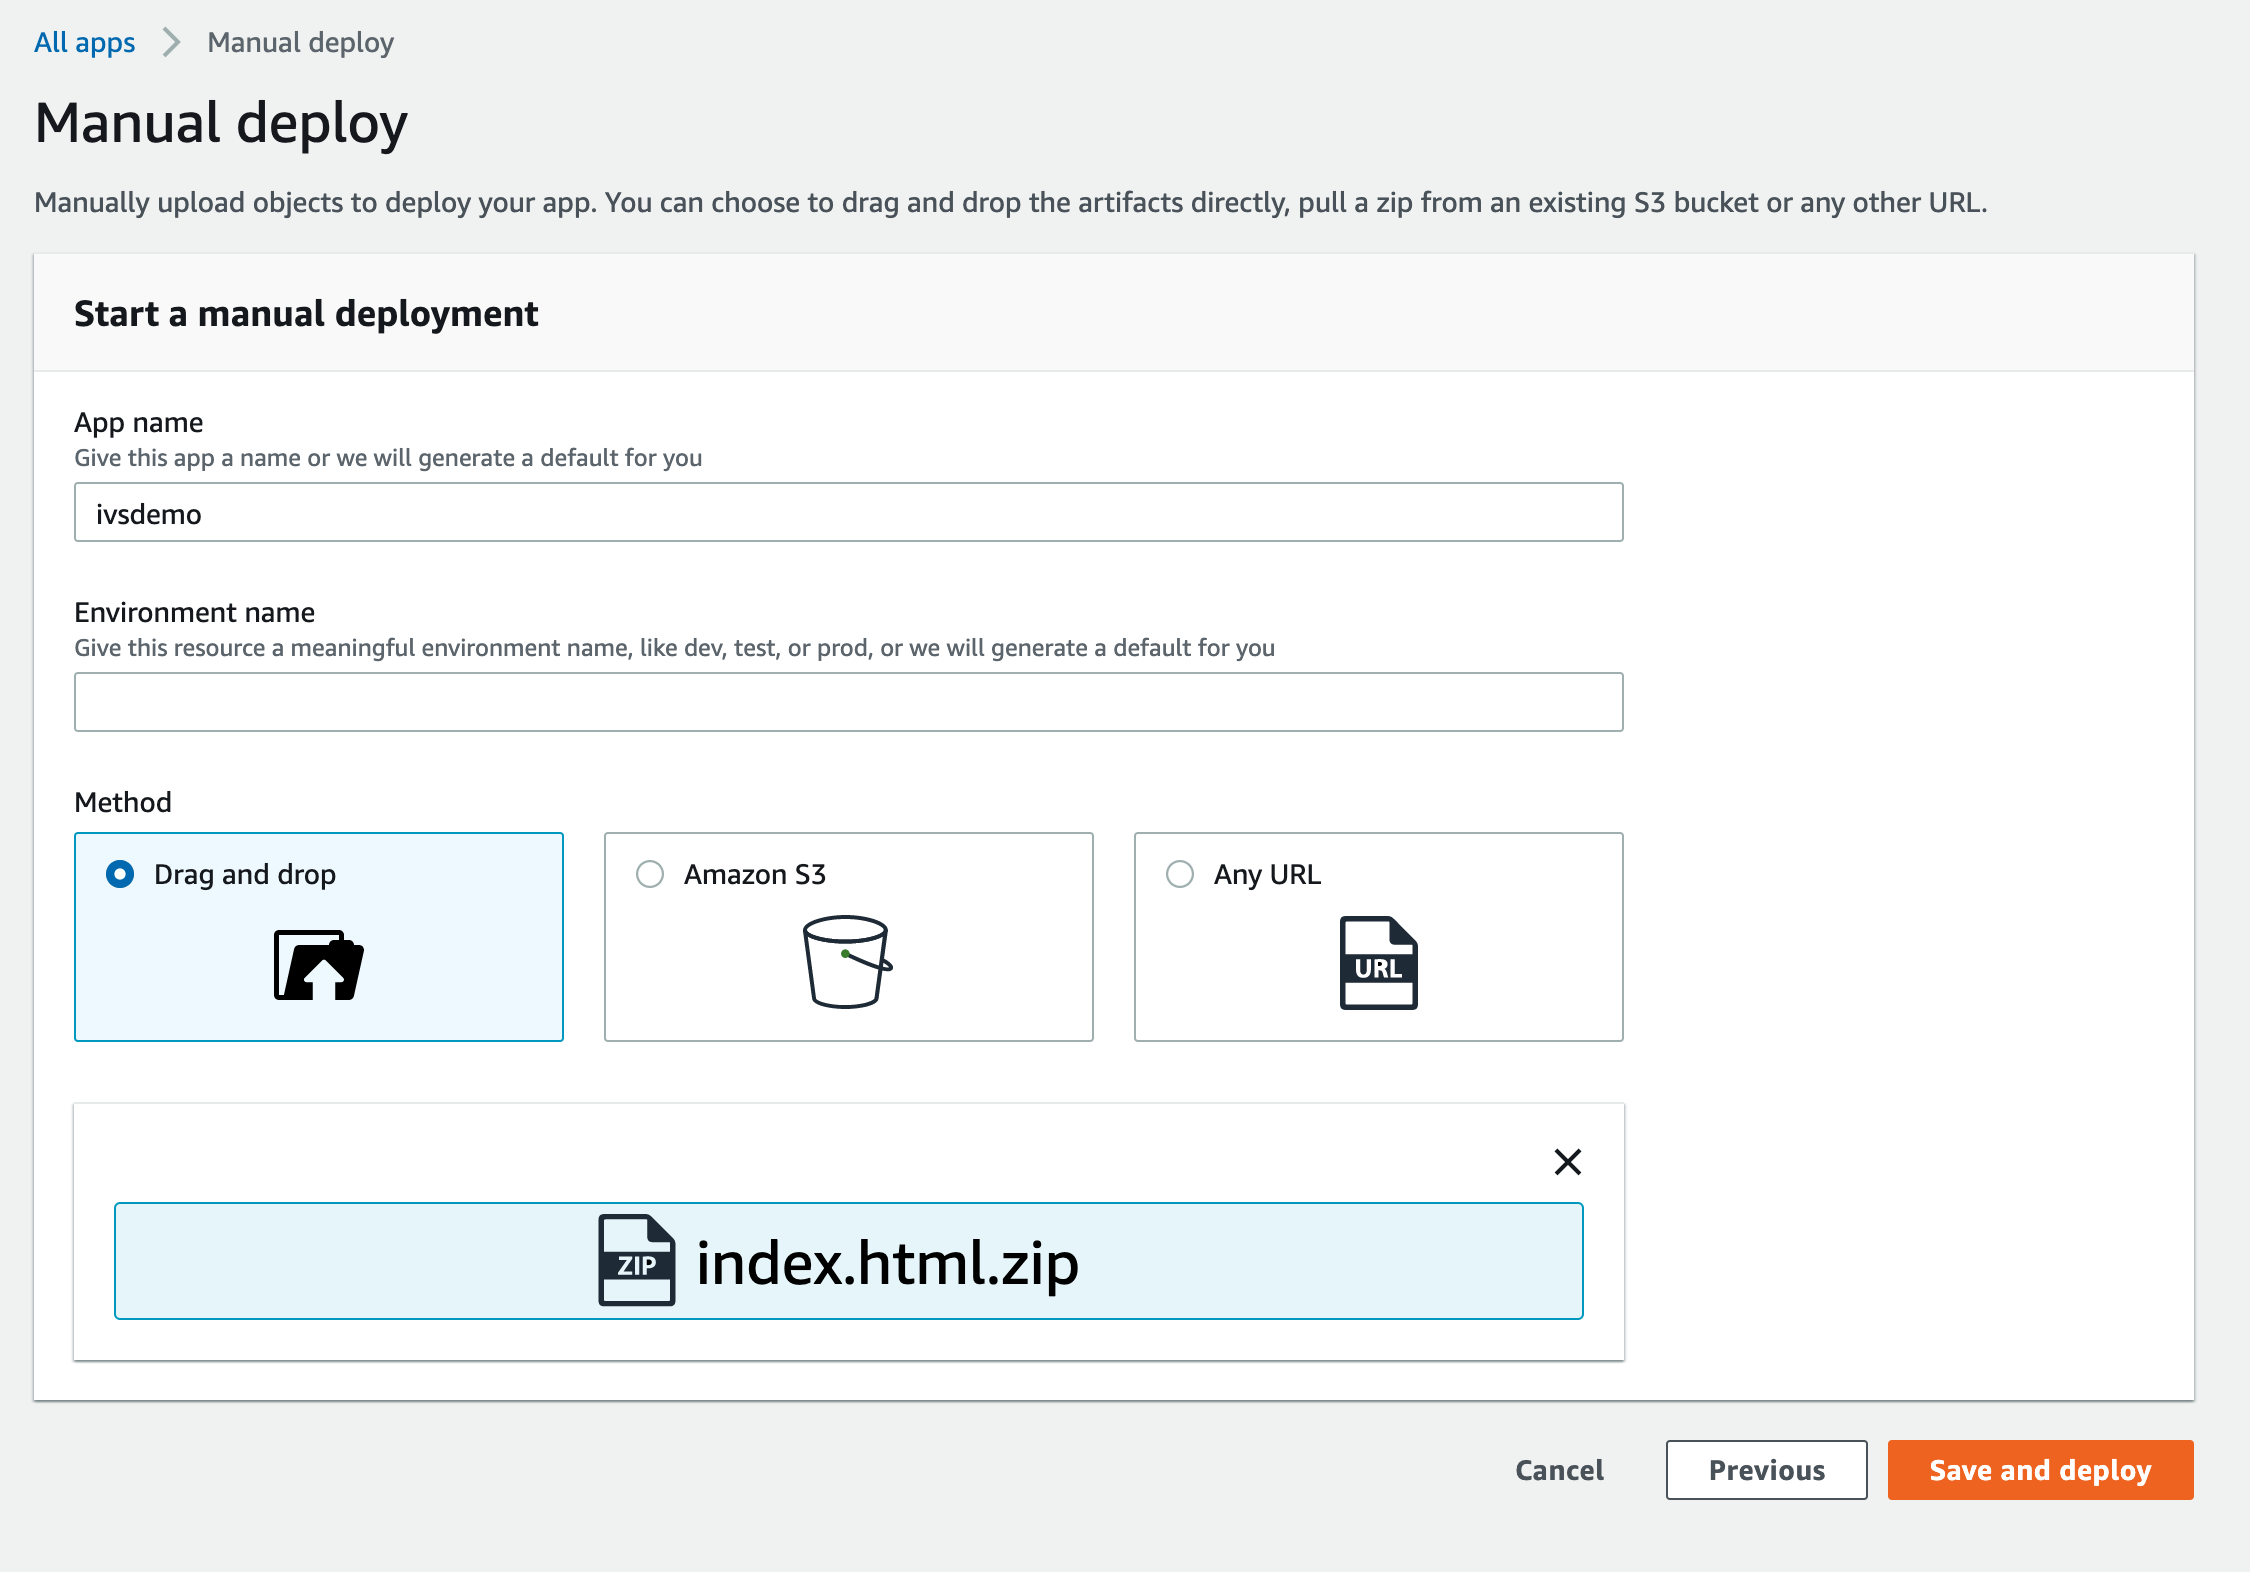 All apps
Manual deploy
Manual deploy
Manually upload objects to deploy your app. You can choose to drag and drop the artifacts directly, pull a zip from an existing S3 bucket or any other URL.
Start a manual deployment
App name
Give this app a name or we will generate a default for you
ivsdemo
Environment name
Give this resource a meaningful environment name, like dev, test, or prod, or we will generate a default for you
Method
Drag and drop
Amazon S3
Any URL
URL
ZIP
index.html.zip
Cancel
Previous
Save and deploy